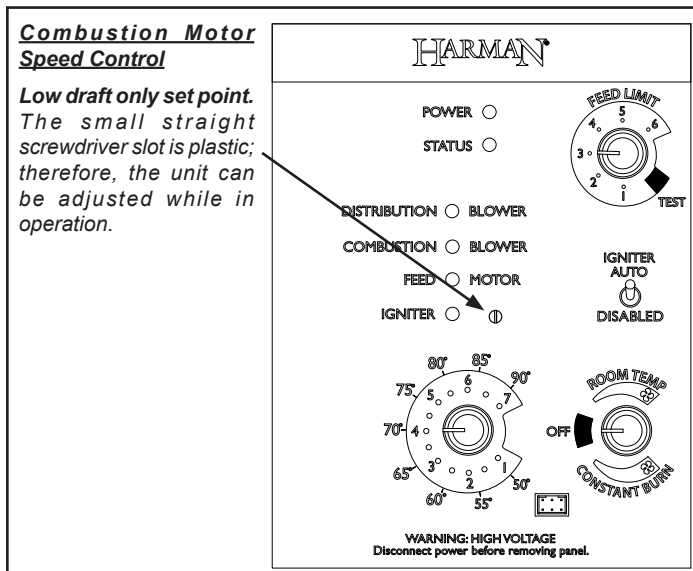 Combustion Motor
Speed Control
Low draft only set point.
The small straight
screwdriver slot is plastic;
therefore, the unit can
be adjusted while in
operation.
HARMAN®
POWER
STATUS
FEED LIMIT
1 2 3 4 5 6
TEST
DISTRIBUTION BLOWER
COMBUSTION BLOWER
FEED MOTOR
IGNITER
IGNITER
AUTO
DISABLED
50° 55° 60° 65° 70° 75° 80° 85° 90°
1 2 3 4 5 6 7
ROOM TEMP
OFF
CONSTANT BURN
WARNING: HIGH VOLTAGE
Disconnect power before removing panel.